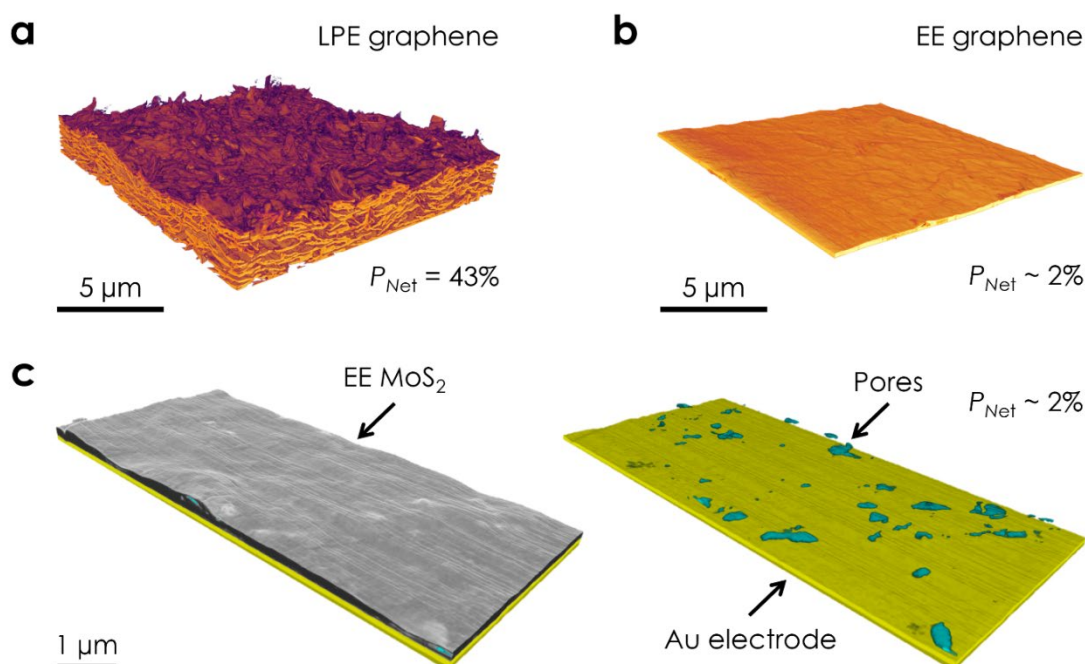 a
LPE graphene
5 μm
P_Net = 43%
b
EE graphene
5 μm
P_Net ~ 2%
c
EE MoS₂
1 μm
Pores
P_Net ~ 2%
Au electrode